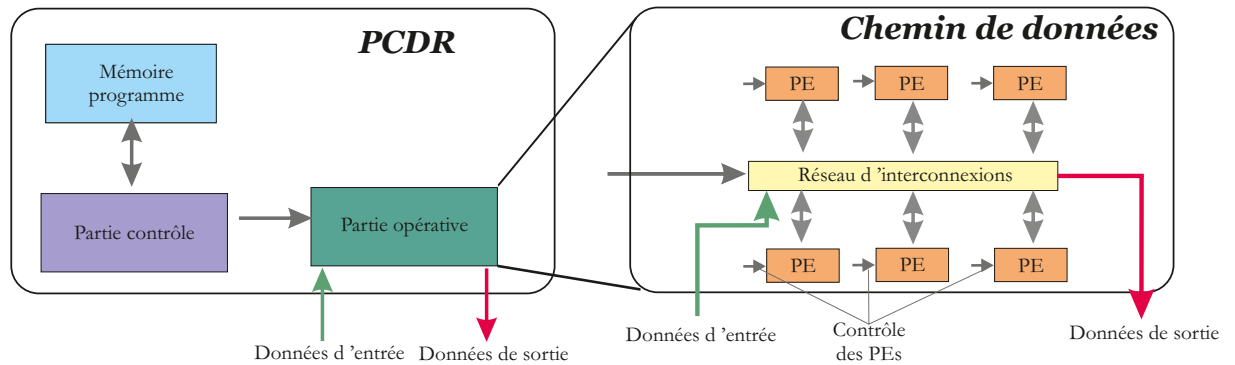 PCDR
Mémoire
programme
Partie contrôle
Partie opérative
Données d ’entrée
Données de sortie
Chemin de données
PE
PE
PE
Réseau d ’interconnexions
PE
PE
PE
Données d ’entrée
Contrôle
des PEs
Données de sortie